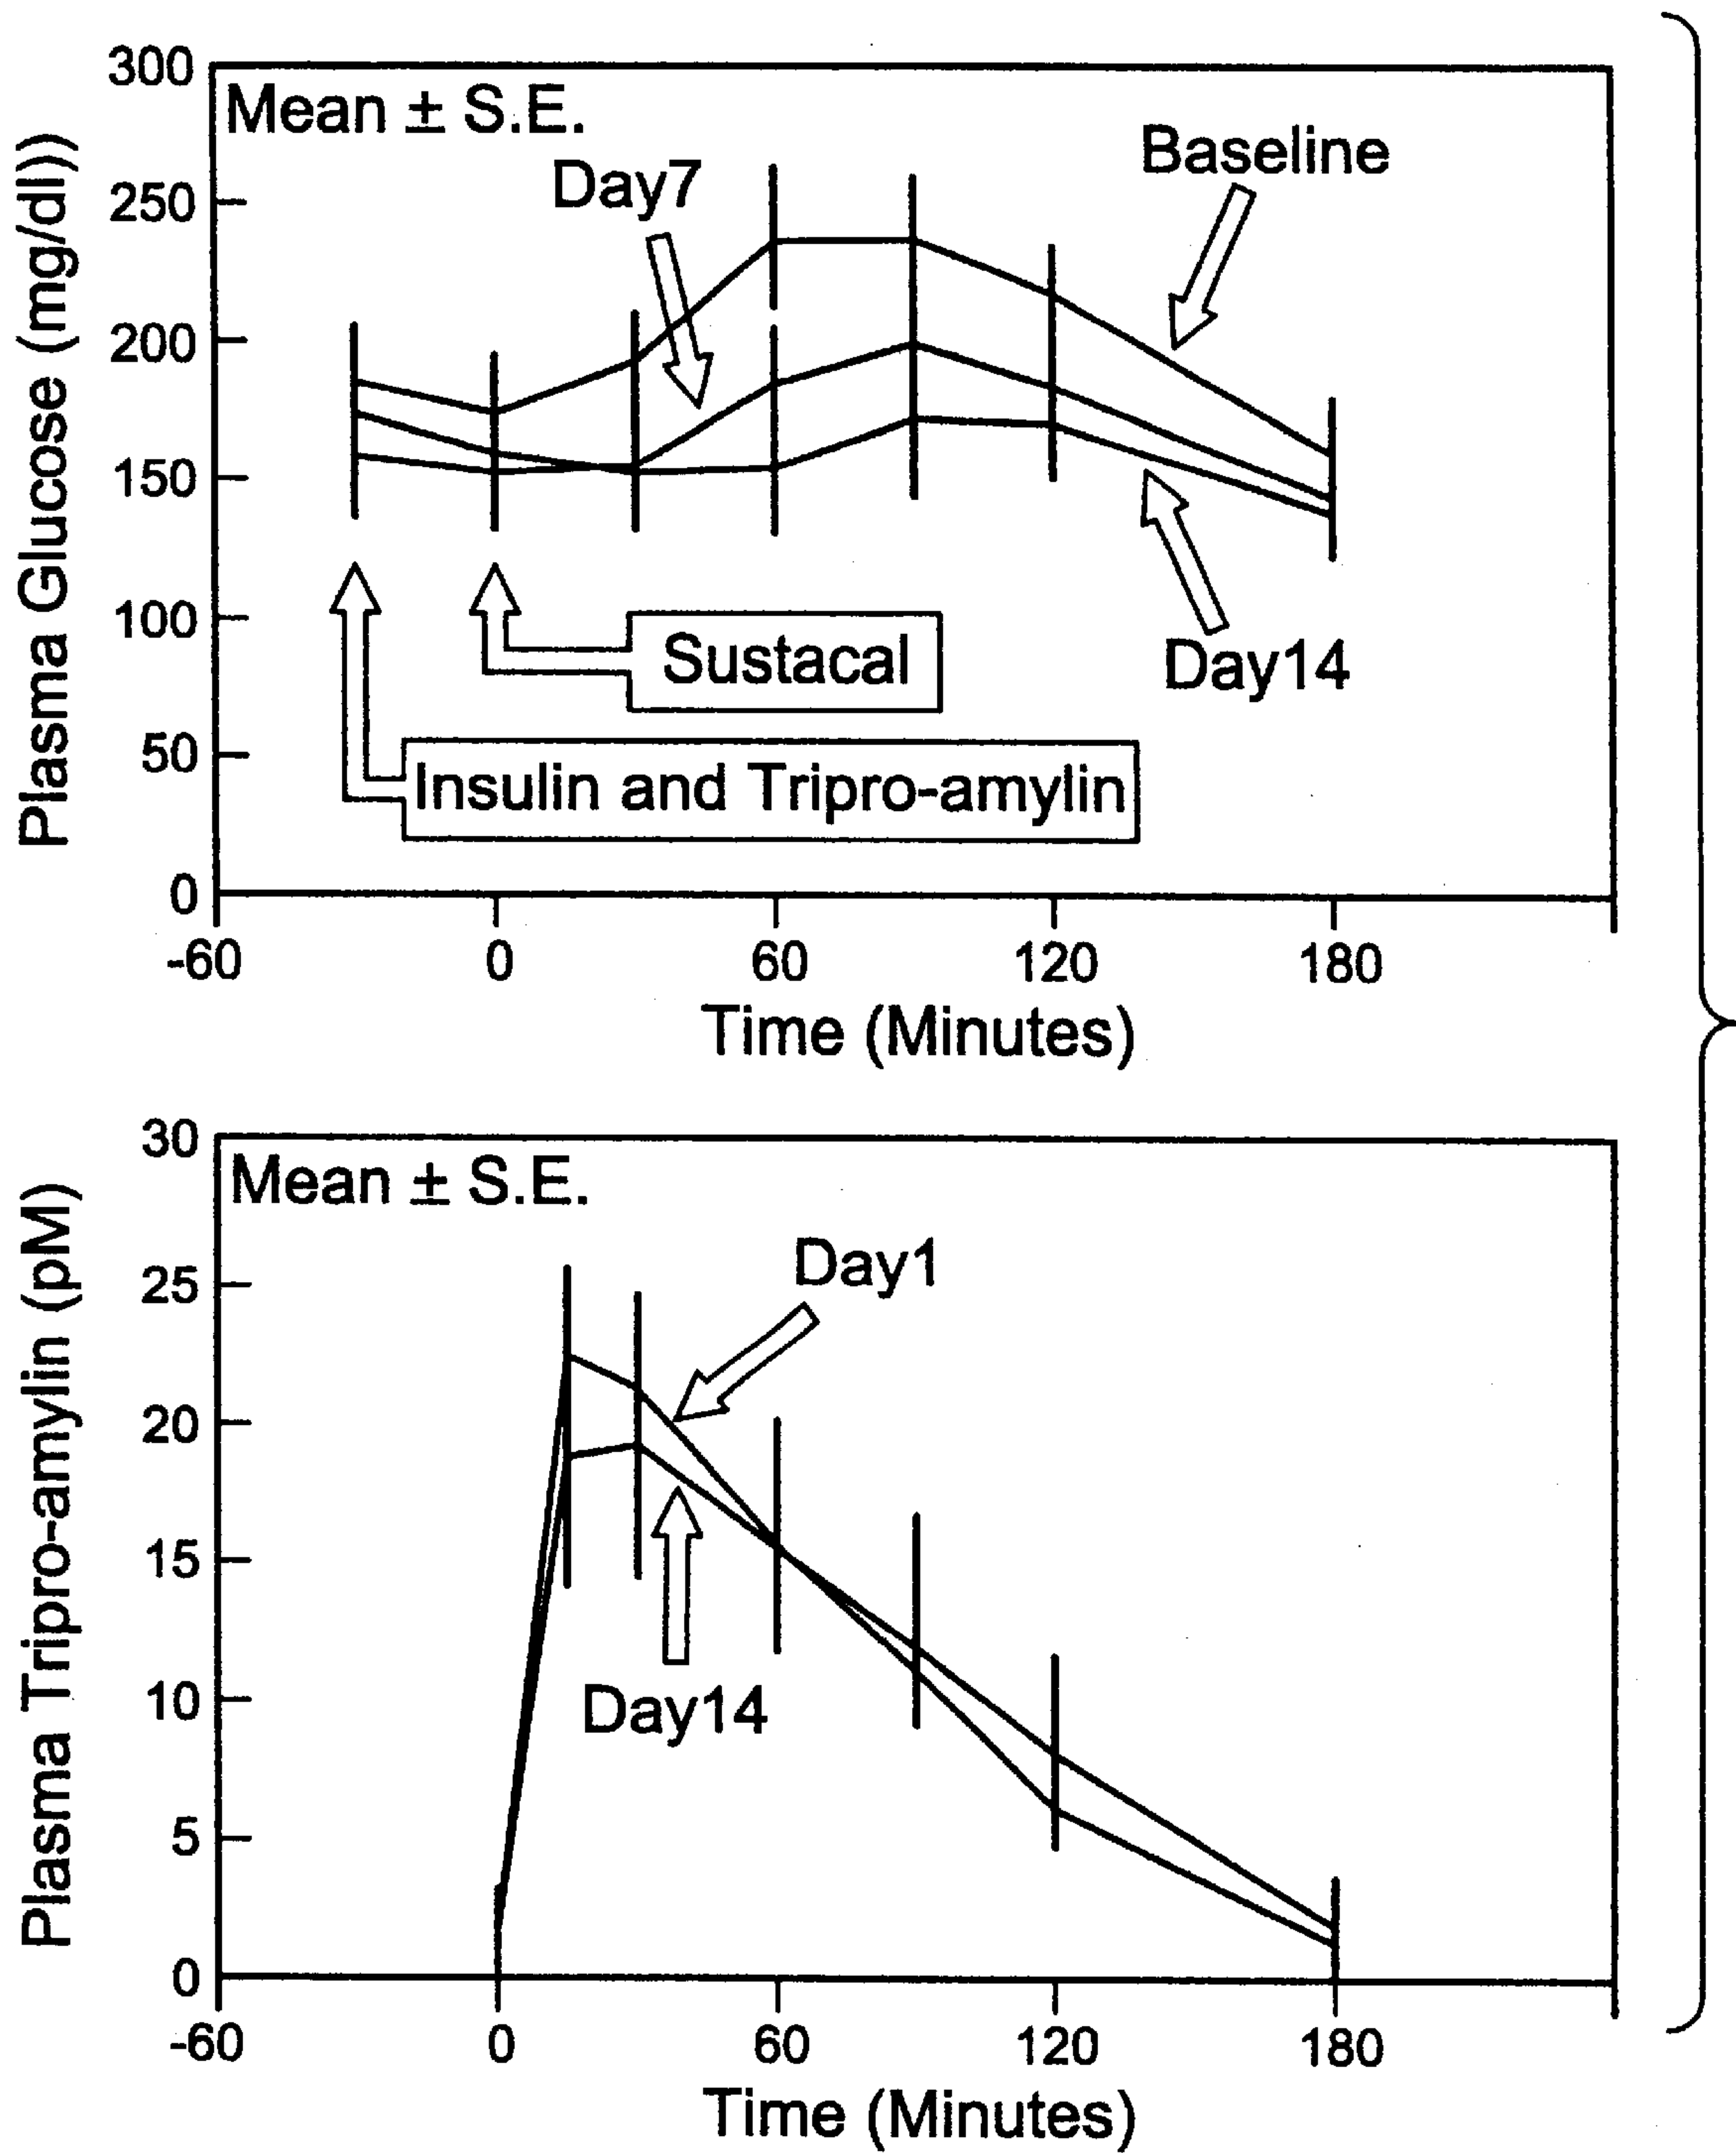 Plasma Glucose (mg/dl))
300
250
200
150
100
50
0
Mean ± S.E.
Day7
Baseline
Day14
Sustacal
Insulin and Tripro-amylin
-60 0 60 120 180
Time (Minutes)
Plasma Tripro-amylin (pM)
30
25
20
15
10
5
0
Mean ± S.E.
Day1
Day14
-60 0 60 120 180
Time (Minutes)